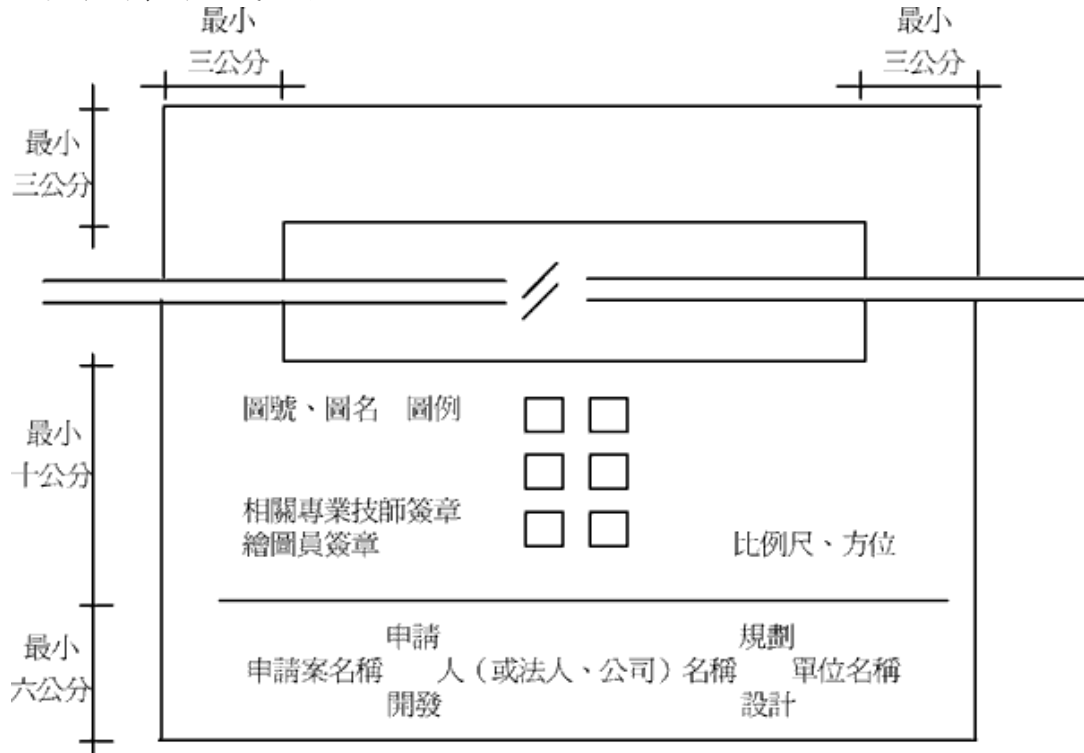 最小
三公分
最小
三公分
最小
三公分
圖號、圖名 圖例
最小
十公分
相關專業技師簽章
繪圖員簽章
比例尺、方位
最小
六公分
申請 規劃
申請案名稱 人（或法人、公司）名稱 單位名稱
開發 設計